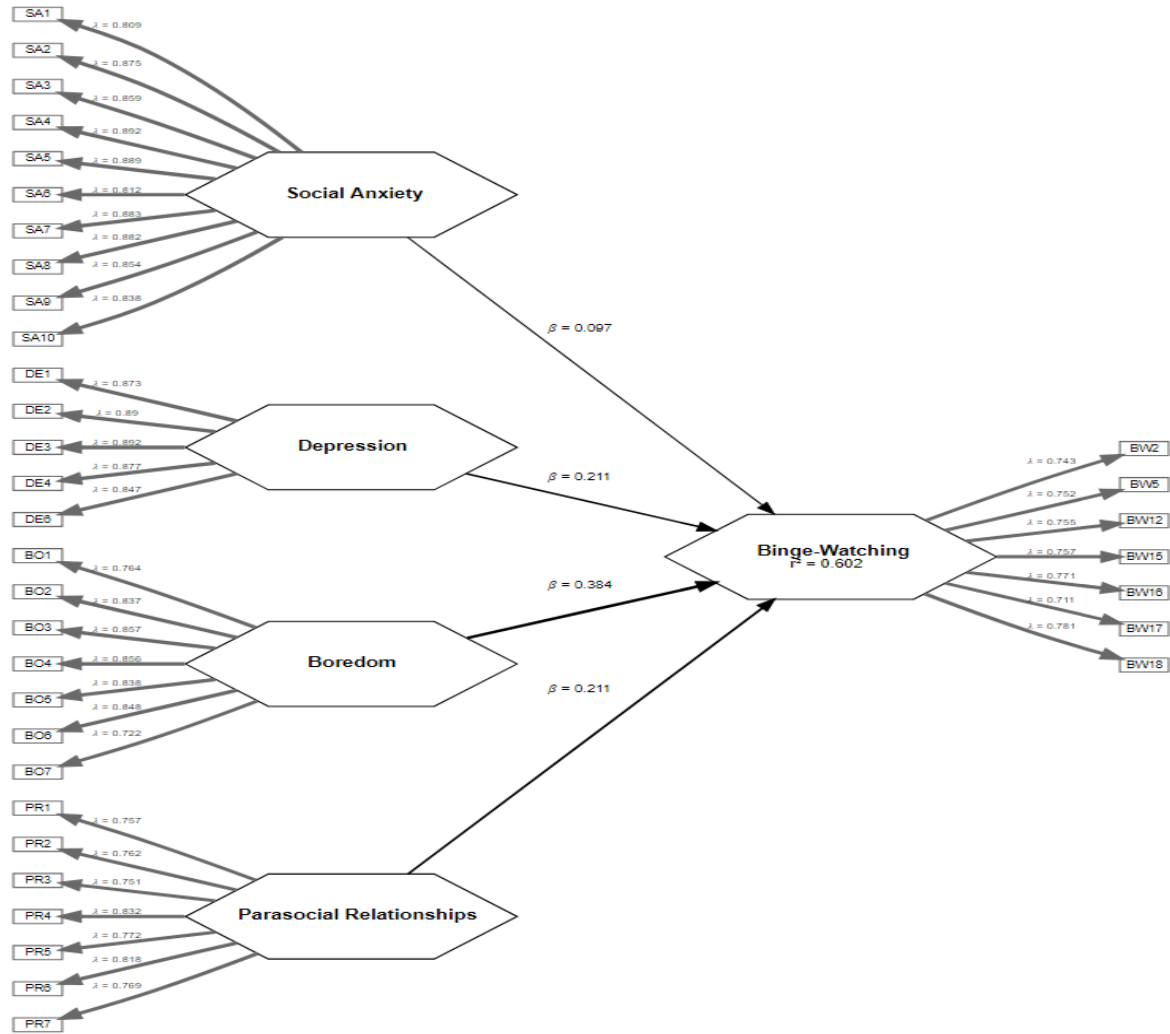 SA1
λ = 0.809
SA2
λ = 0.875
SA3
λ = 0.859
SA4
λ = 0.892
SA5
λ = 0.889
SA6
λ = 0.812
SA7
λ = 0.883
λ = 0.882
SA8
λ = 0.854
SA9
λ = 0.838
SA10
Social Anxiety
β = 0.097
DE1
λ = 0.873
DE2
λ = 0.89
DE3
λ = 0.892
DE4
λ = 0.877
DE6
λ = 0.847
Depression
β = 0.211
BO1
λ = 0.764
BO2
λ = 0.837
BO3
λ = 0.857
BO4
λ = 0.856
BO5
λ = 0.838
BO6
λ = 0.848
BO7
λ = 0.722
Boredom
β = 0.384
PR1
λ = 0.757
PR2
λ = 0.762
PR3
λ = 0.751
PR4
λ = 0.832
PR5
λ = 0.772
PR6
λ = 0.818
PR7
λ = 0.769
Parasocial Relationships
β = 0.211
Binge-Watching
r² = 0.602
BW2
λ = 0.743
BW5
λ = 0.752
BW12
λ = 0.755
BW15
λ = 0.757
BW16
λ = 0.771
BW17
λ = 0.711
BW18
λ = 0.781